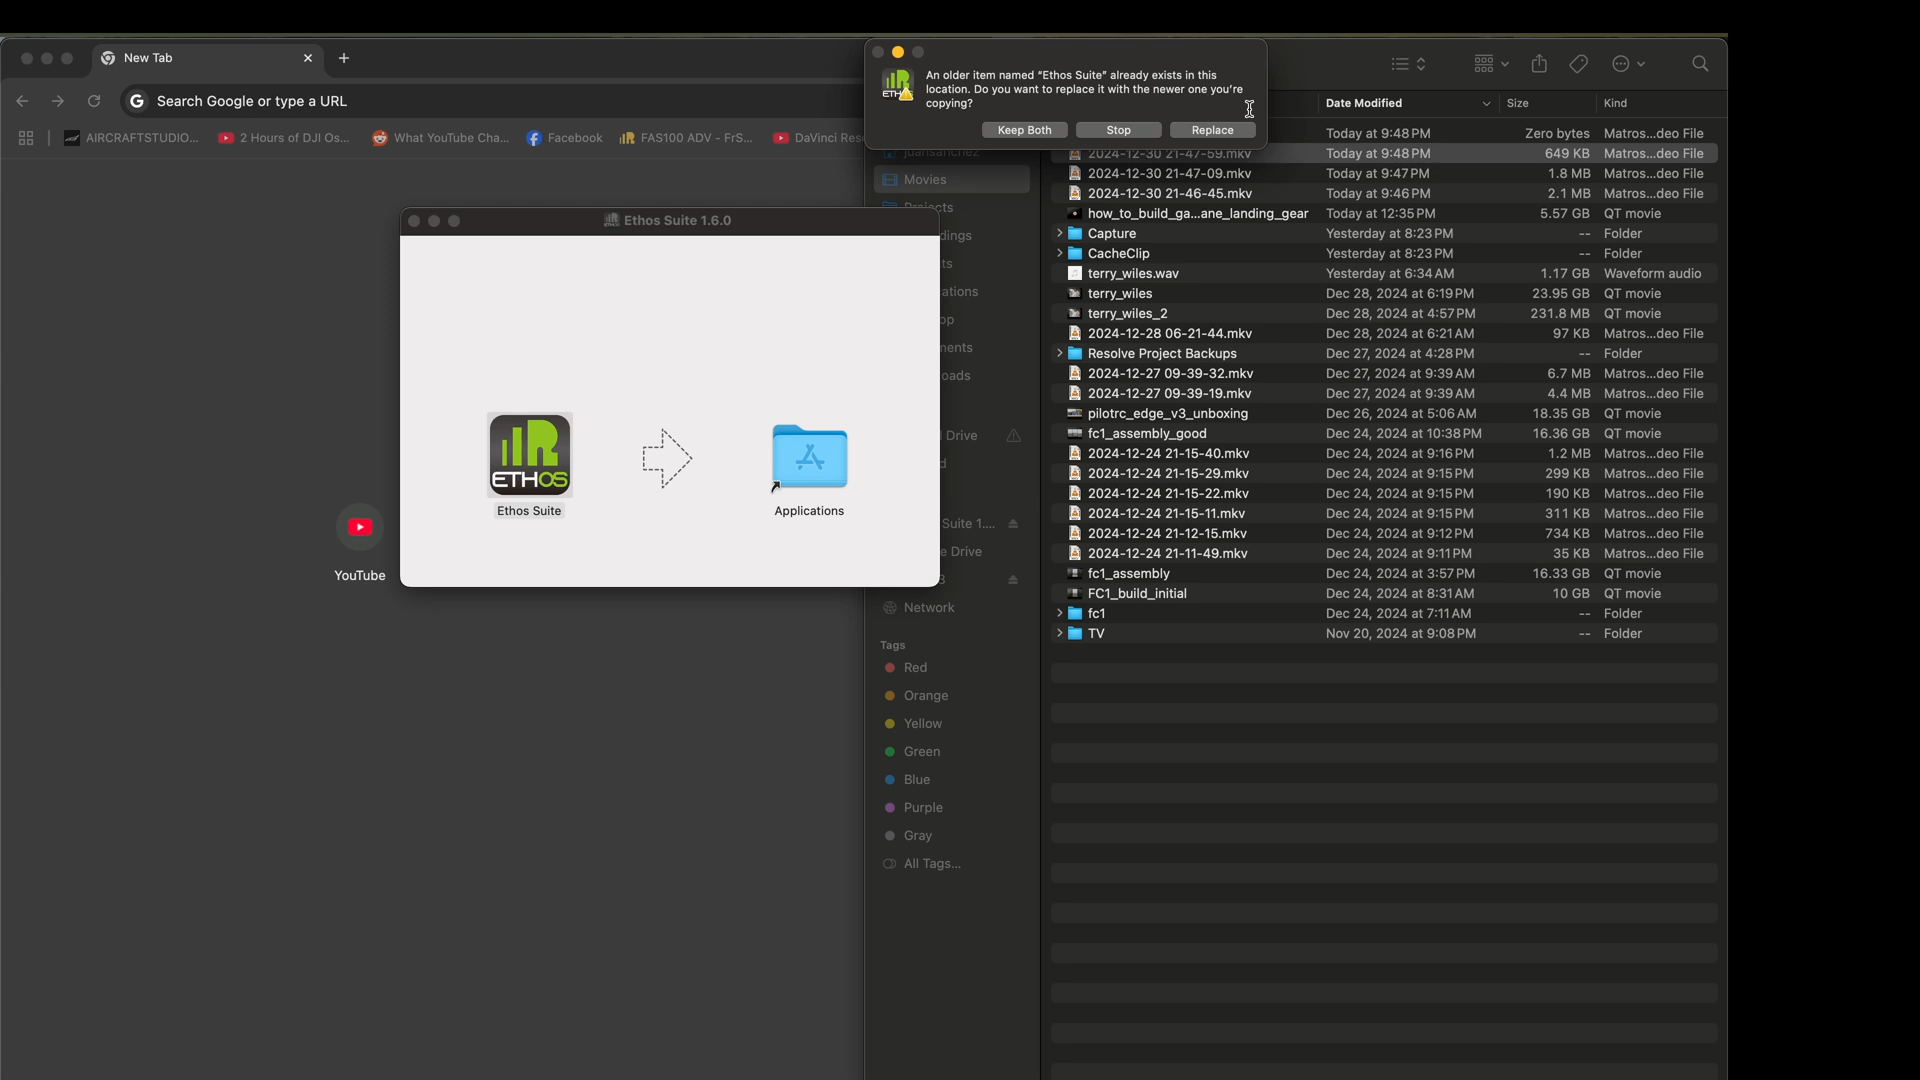 New Tab
Search Google or type a URL
AIRCRAFTSTUDIO...
2 Hours of DJI Os...
What YouTube Cha...
Facebook
FAS100 ADV - FrS...
DaVinci Res
An older item named "Ethos Suite" already exists in this
location. Do you want to replace it with the newer one you're
copying?
Keep Both
Stop
Replace
Ethos Suite 1.6.0
ETHOS
Ethos Suite
Applications
YouTube
juansanchez
Movies
Projects
dings
ts
ations
op
ments
oads
l Drive
d
Suite 1....
e Drive
3
Network
Tags
Red
Orange
Yellow
Green
Blue
Purple
Gray
All Tags...
Date Modified Size Kind
Today at 9:48 PM Zero bytes Matros...deo File
2024-12-30 21-47-59.mkv Today at 9:48 PM 649 KB Matros...deo File
2024-12-30 21-47-09.mkv Today at 9:47 PM 1.8 MB Matros...deo File
2024-12-30 21-46-45.mkv Today at 9:46 PM 2.1 MB Matros...deo File
how_to_build_ga...ane_landing_gear Today at 12:35 PM 5.57 GB QT movie
Capture Yesterday at 8:23 PM -- Folder
CacheClip Yesterday at 8:23 PM -- Folder
terry_wiles.wav Yesterday at 6:34 AM 1.17 GB Waveform audio
terry_wiles Dec 28, 2024 at 6:19 PM 23.95 GB QT movie
terry_wiles_2 Dec 28, 2024 at 4:57 PM 231.8 MB QT movie
2024-12-28 06-21-44.mkv Dec 28, 2024 at 6:21 AM 97 KB Matros...deo File
Resolve Project Backups Dec 27, 2024 at 4:28 PM -- Folder
2024-12-27 09-39-32.mkv Dec 27, 2024 at 9:39 AM 6.7 MB Matros...deo File
2024-12-27 09-39-19.mkv Dec 27, 2024 at 9:39 AM 4.4 MB Matros...deo File
pilotrc_edge_v3_unboxing Dec 26, 2024 at 5:06 AM 18.35 GB QT movie
fc1_assembly_good Dec 24, 2024 at 10:38 PM 16.36 GB QT movie
2024-12-24 21-15-40.mkv Dec 24, 2024 at 9:16 PM 1.2 MB Matros...deo File
2024-12-24 21-15-29.mkv Dec 24, 2024 at 9:15 PM 299 KB Matros...deo File
2024-12-24 21-15-22.mkv Dec 24, 2024 at 9:15 PM 190 KB Matros...deo File
2024-12-24 21-15-11.mkv Dec 24, 2024 at 9:15 PM 311 KB Matros...deo File
2024-12-24 21-12-15.mkv Dec 24, 2024 at 9:12 PM 734 KB Matros...deo File
2024-12-24 21-11-49.mkv Dec 24, 2024 at 9:11 PM 35 KB Matros...deo File
fc1_assembly Dec 24, 2024 at 3:57 PM 16.33 GB QT movie
FC1_build_initial Dec 24, 2024 at 8:31 AM 10 GB QT movie
fc1 Dec 24, 2024 at 7:11 AM -- Folder
TV Nov 20, 2024 at 9:08 PM -- Folder